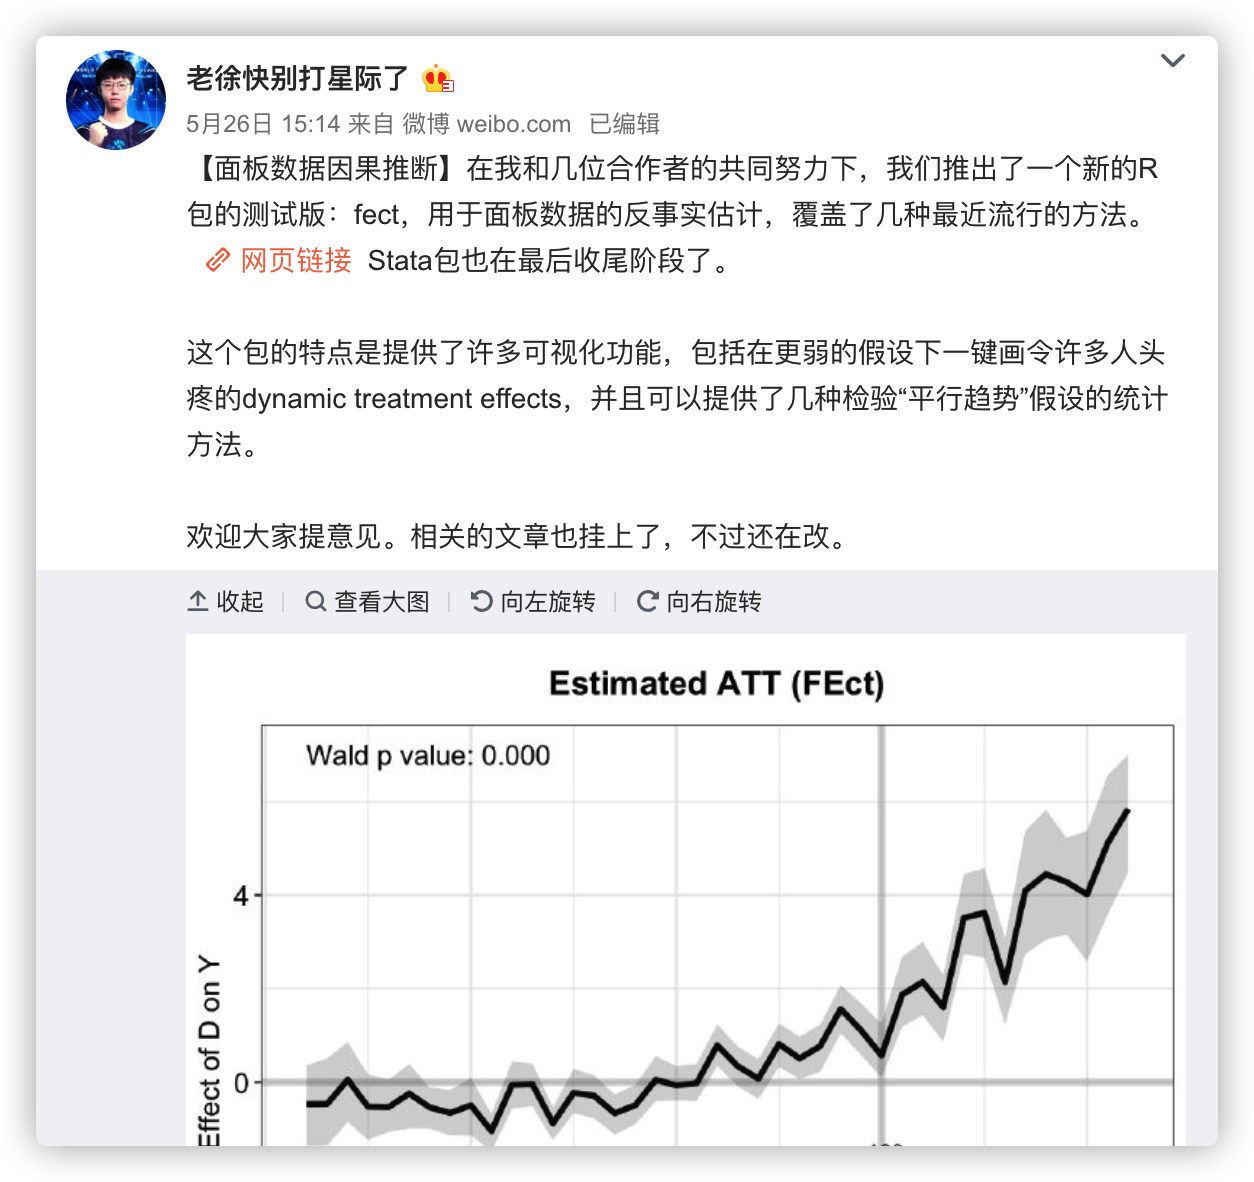 老徐快别打星际了
5月26日 15:14 来自 微博 weibo.com 已编辑
【面板数据因果推断】在我和几位合作者的共同努力下，我们推出了一个新的R
包的测试版：fect，用于面板数据的反事实估计，覆盖了几种最近流行的方法。
网页链接 Stata包也在最后收尾阶段了。
这个包的特点是提供了许多可视化功能，包括在更弱的假设下一键画令许多人头
疼的dynamic treatment effects，并且可以提供了几种检验“平行趋势”假设的统计
方法。
欢迎大家提意见。相关的文章也挂上了，不过还在改。
收起 查看大图 向左旋转 向右旋转
Estimated ATT (FEct)
Wald p value: 0.000
4
0
Effect of D on Y